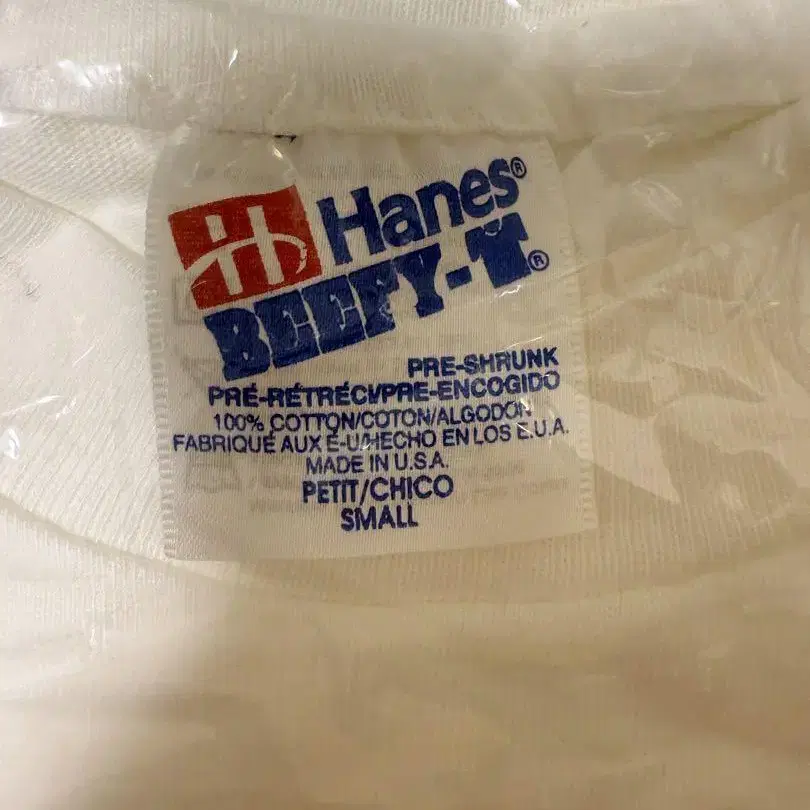 Hanes®
BEEFY-T®
PRE-SHRUNK
PRÉ-RÉTRÉCI/PRE-ENCOGIDO
100% COTTON/COTON/ALGODÓN
FABRIQUÉ AUX É-U/HECHO EN LOS E.U.A.
MADE IN U.S.A.
PETIT/CHICO
SMALL